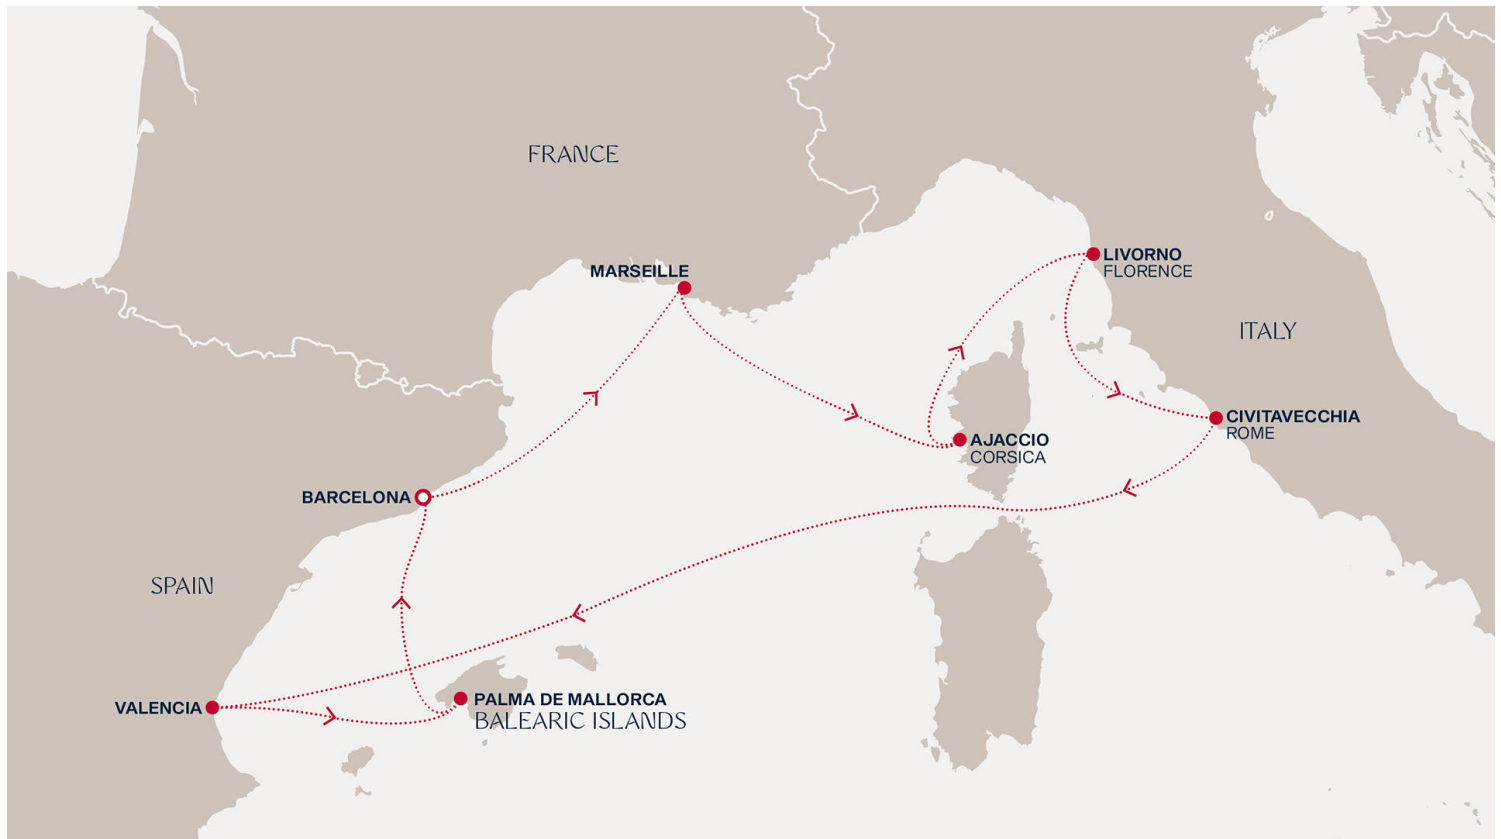 FRANCE
MARSEILLE
LIVORNO
FLORENCE
ITALY
AJACCIO
CORSICA
CIVITAVECCHIA
ROME
BARCELONA
SPAIN
VALENCIA
PALMA DE MALLORCA
BALEARIC ISLANDS